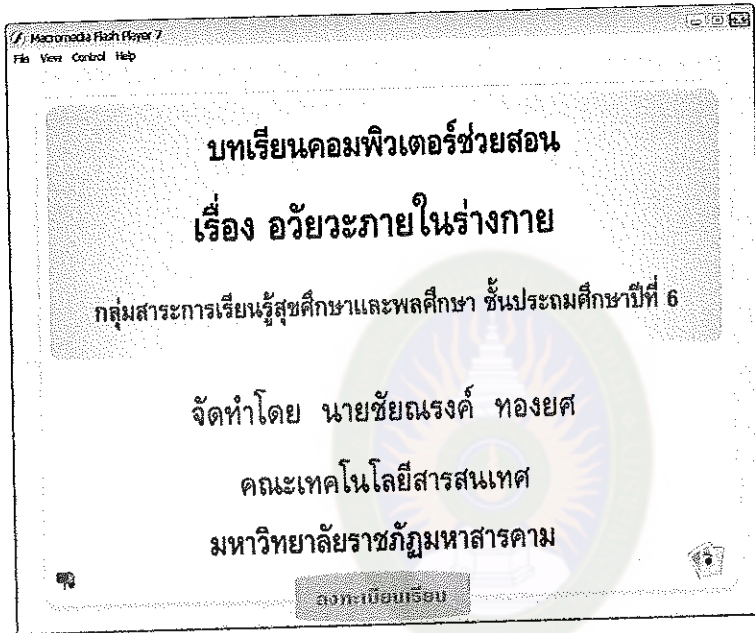 Macromedia Flash Player 7
File View Control Help
บทเรียนคอมพิวเตอร์ช่วยสอน
เรื่อง อวัยวะภายในร่างกาย
กลุ่มสาระการเรียนรู้สุขศึกษาและพลศึกษา ชั้นประถมศึกษาปีที่ 6
จัดทำโดย นายชัยณรงค์ ทองยศ
คณะเทคโนโลยีสารสนเทศ
มหาวิทยาลัยราชภัฏมหาสารคาม
ลงทะเบียนเรียน